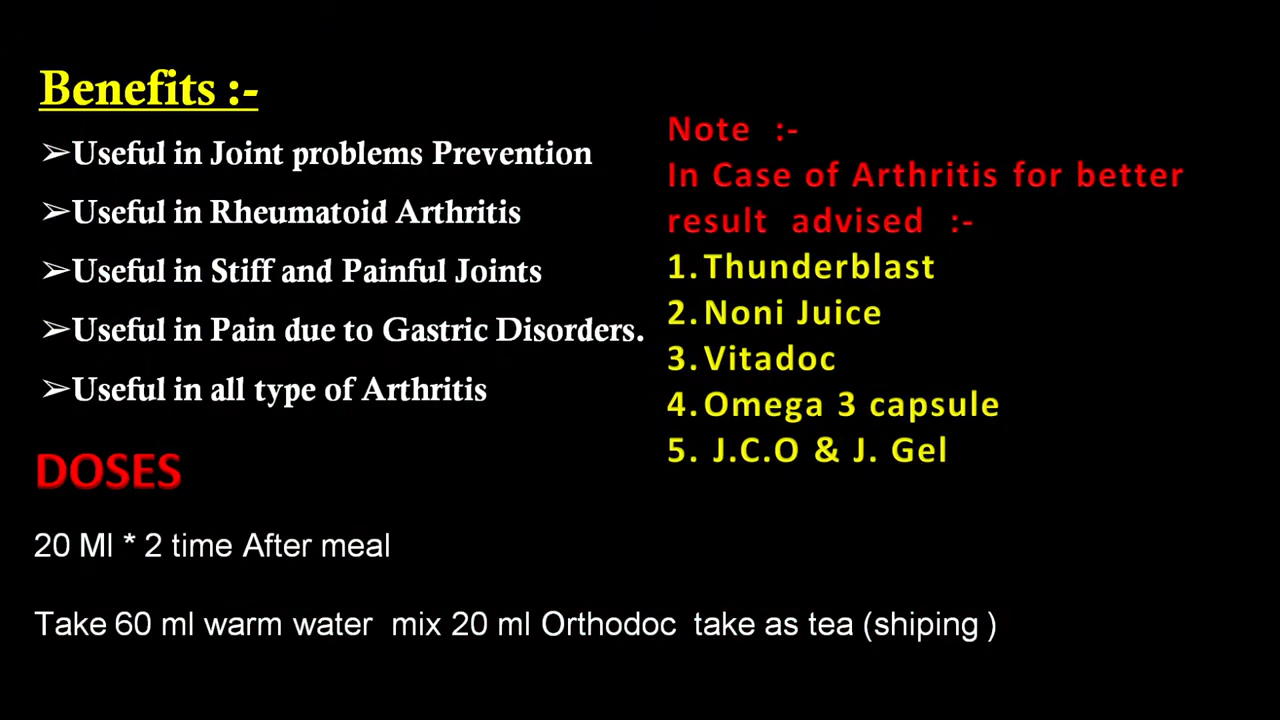 Benefits :-
➢Useful in Joint problems Prevention
➢Useful in Rheumatoid Arthritis
➢Useful in Stiff and Painful Joints
➢Useful in Pain due to Gastric Disorders.
➢Useful in all type of Arthritis
DOSES
20 Ml * 2 time After meal
Take 60 ml warm water mix 20 ml Orthodoc take as tea (shiping )
Note :-
In Case of Arthritis for better
result advised :-
1. Thunderblast
2. Noni Juice
3. Vitadoc
4. Omega 3 capsule
5. J.C.O & J. Gel